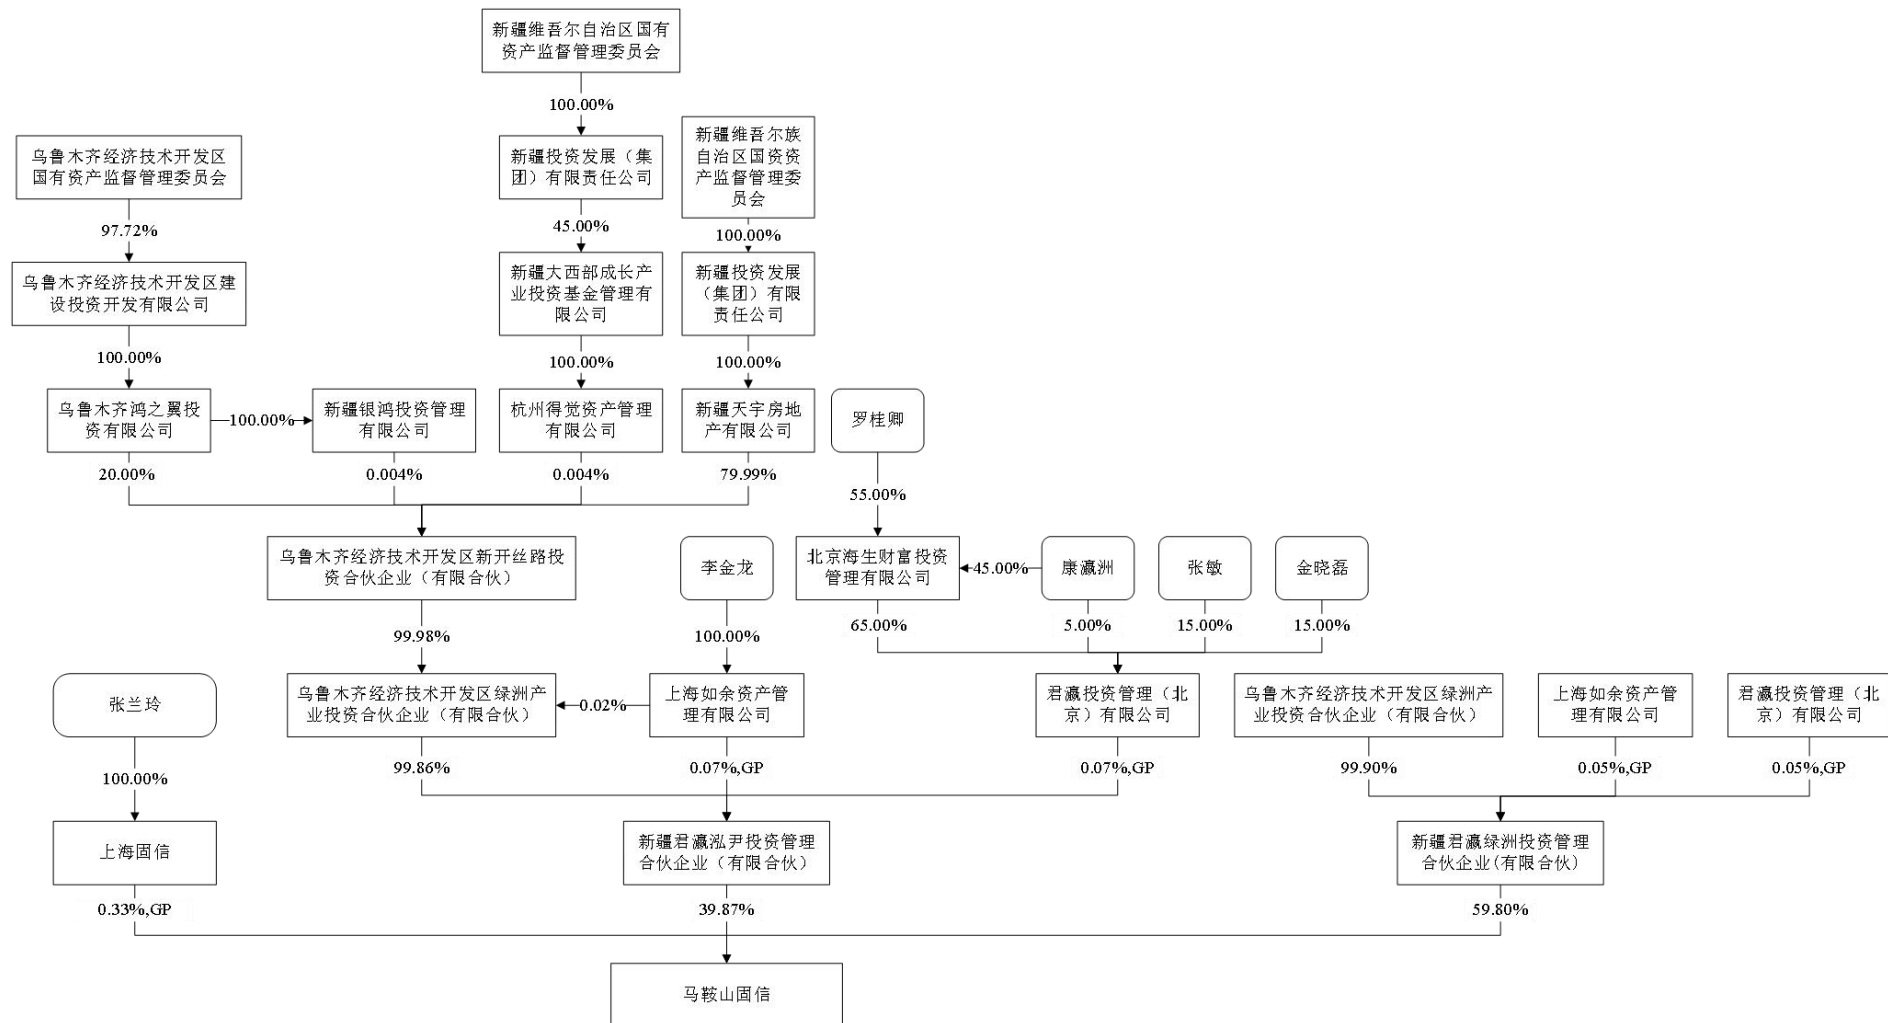 新疆维吾尔自治区国有
资产监督管理委员会
100.00%
乌鲁木齐经济技术开发区
国有资产监督管理委员会
新疆投资发展（集
团）有限责任公司
新疆维吾尔族
自治区国资资
产监督管理委
员会
97.72%
45.00%
100.00%
乌鲁木齐经济技术开发区建
设投资开发有限公司
新疆大西部成长产
业投资基金管理有
限公司
新疆投资发展
（集团）有限
责任公司
100.00%
100.00%
100.00%
乌鲁木齐鸿之翼投
资有限公司
100.00%
新疆银鸿投资管理
有限公司
杭州得觉资产管理
有限公司
新疆天宇房地
产有限公司
罗桂卿
20.00%
0.004%
0.004%
79.99%
55.00%
乌鲁木齐经济技术开发区新开丝路投
资合伙企业（有限合伙）
李金龙
北京海生财富投资
管理有限公司
45.00%
康瀛洲
张敏
金晓磊
99.98%
100.00%
65.00%
5.00%
15.00%
15.00%
张兰玲
乌鲁木齐经济技术开发区绿洲产
业投资合伙企业（有限合伙）
0.02%
上海如余资产管
理有限公司
君瀛投资管理（北
京）有限公司
乌鲁木齐经济技术开发区绿洲产
业投资合伙企业（有限合伙）
上海如余资产管
理有限公司
君瀛投资管理（北
京）有限公司
100.00%
99.86%
0.07%,GP
0.07%,GP
99.90%
0.05%,GP
0.05%,GP
上海固信
新疆君瀛泓尹投资管理
合伙企业（有限合伙）
新疆君瀛绿洲投资管理
合伙企业(有限合伙)
0.33%,GP
39.87%
59.80%
马鞍山固信